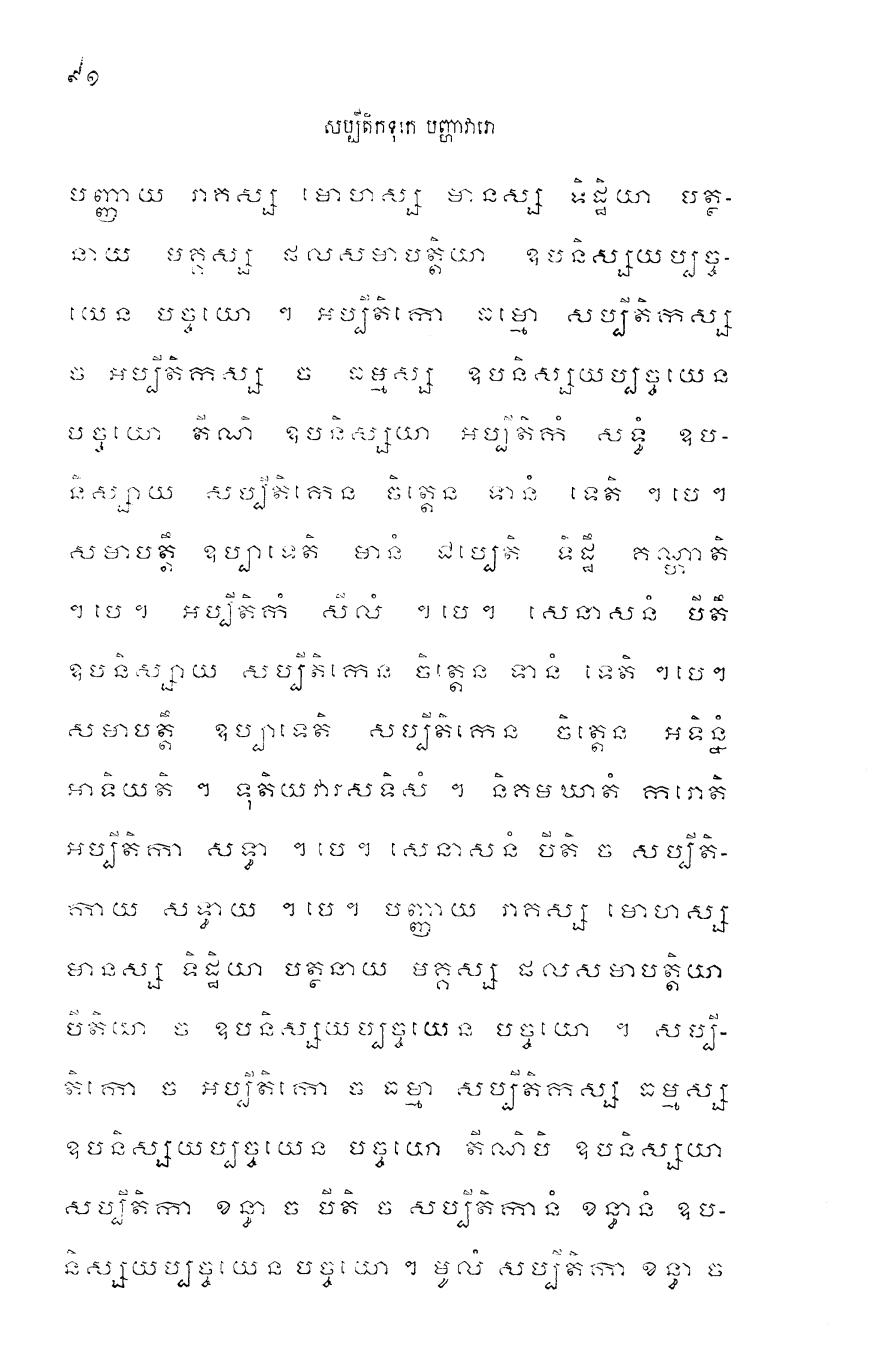 ៩១
សប្បីតិកទុកេ បញ្ហាវារោ
បញ្ញាយ រាគស្ស មោហស្ស មានស្ស ទិដ្ឋិយា បត្ថ-
នាយ មគ្គស្ស ផលសមាបត្តិយា ឧបនិស្សយប្បច្ច-
យេន បច្ចយោ ។ អប្បីតិកោ ធម្មោ សប្បីតិកស្ស
ច អប្បីតិកស្ស ច ធម្មស្ស ឧបនិស្សយប្បច្ចយេន
បច្ចយោ តីណិ ឧបនិស្សយា អប្បីតិកំ សទ្ធំ ឧប-
និស្សាយ សប្បីតិកេន ចិត្តេន ទានំ ទេតិ ។បេ។
សមាបត្តឹ ឧប្បាទេតិ មានំ ជប្បេតិ ទិដ្ឋឹ គណ្ហាតិ
។បេ។ អប្បីតិកំ សីលំ ។បេ។ សេនាសនំ បីតឹ
ឧបនិស្សាយ សប្បីតិកេន ចិត្តេន ទានំ ទេតិ ។បេ។
សមាបត្តឹ ឧប្បាទេតិ សប្បីតិកេន ចិត្តេន អទិន្នំ
អាទិយតិ ។ ទុតិយវារសទិសំ ។ និគមឃាតំ ករោតិ
អប្បីតិកា សទ្ធា ។បេ។ សេនាសនំ បីតិ ច សប្បីតិ-
កាយ សទ្ធាយ ។បេ។ បញ្ញាយ រាគស្ស មោហស្ស
មានស្ស ទិដ្ឋិយា បត្ថនាយ មគ្គស្ស ផលសមាបត្តិយា
បីតិយោ ច ឧបនិស្សយប្បច្ចយេន បច្ចយោ ។ សប្បី-
តិកោ ច អប្បីតិកោ ច ធម្មា សប្បីតិកស្ស ធម្មស្ស
ឧបនិស្សយប្បច្ចយេន បច្ចយោ តីណិបិ ឧបនិស្សយា
សប្បីតិកា ខន្ធា ច បីតិ ច សប្បីតិកានំ ខន្ធានំ ឧប-
និស្សយប្បច្ចយេន បច្ចយោ ។ មូលំ សប្បីតិកា ខន្ធា ច